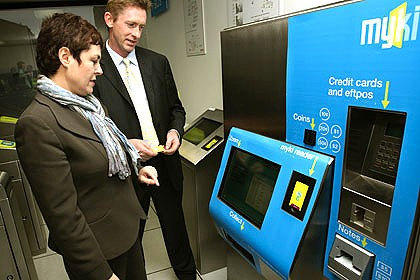 myki
Credit cards
and eftpos
Coins
myki reader
Collect
Notes